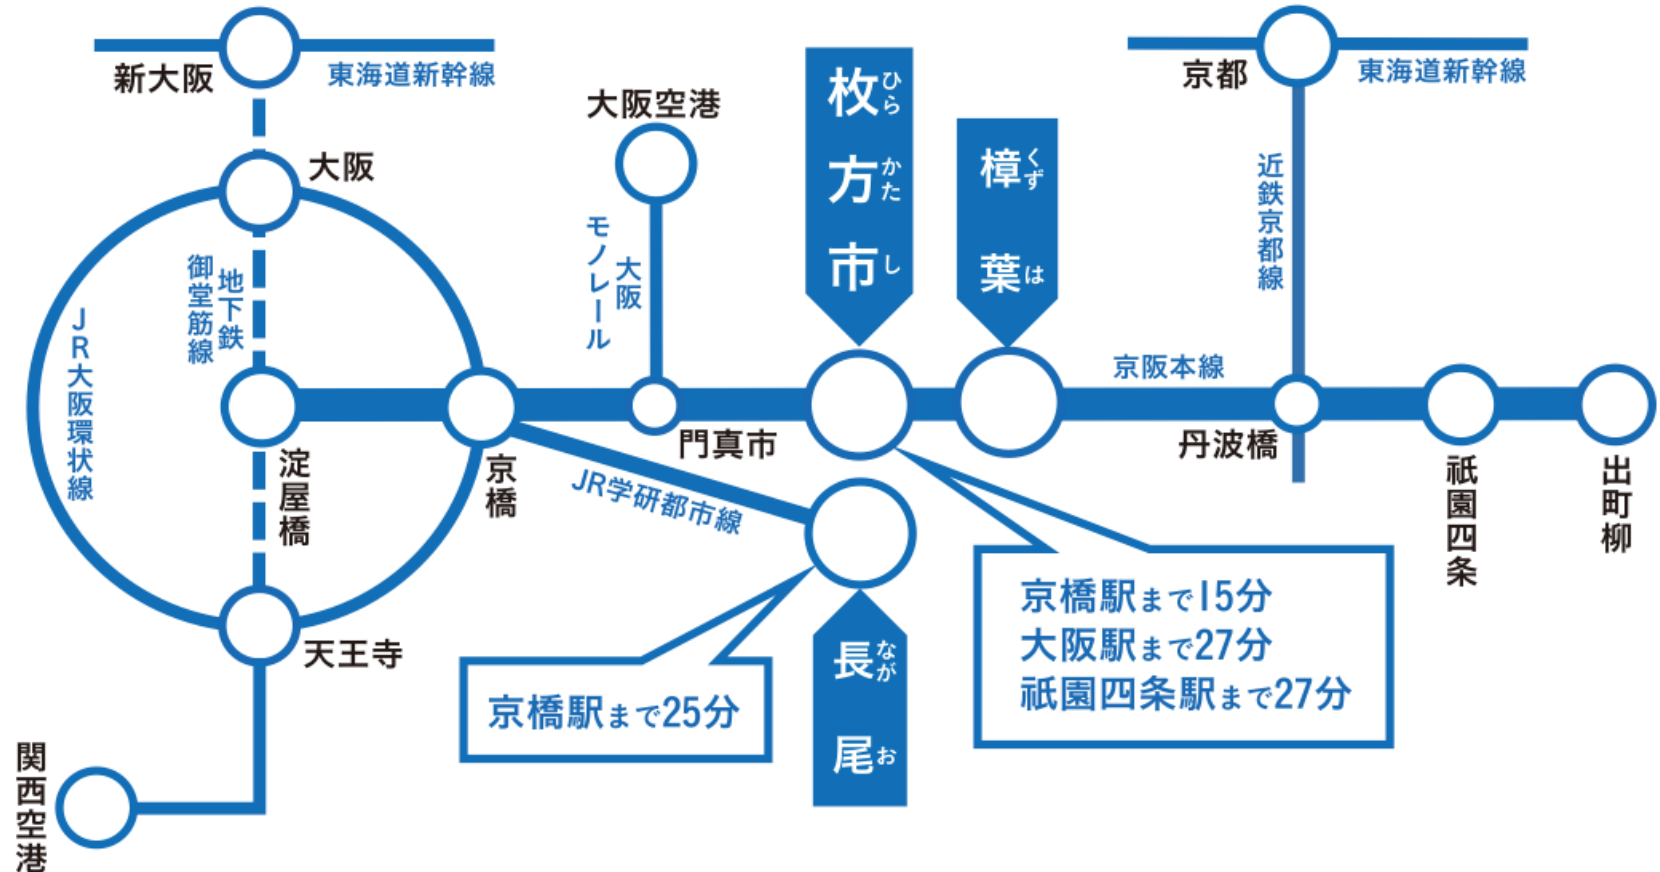 新大阪
東海道新幹線
大阪
地下鉄
御堂筋線
JR大阪環状線
淀屋橋
京橋
天王寺
関西空港
大阪空港
大阪
モノレール
門真市
JR学研都市線
枚方市
ひらかたし
樟葉
くずは
長尾
ながお
京橋駅まで25分
京橋駅まで15分
大阪駅まで27分
祇園四条駅まで27分
京都
東海道新幹線
近鉄京都線
京阪本線
丹波橋
祇園四条
出町柳